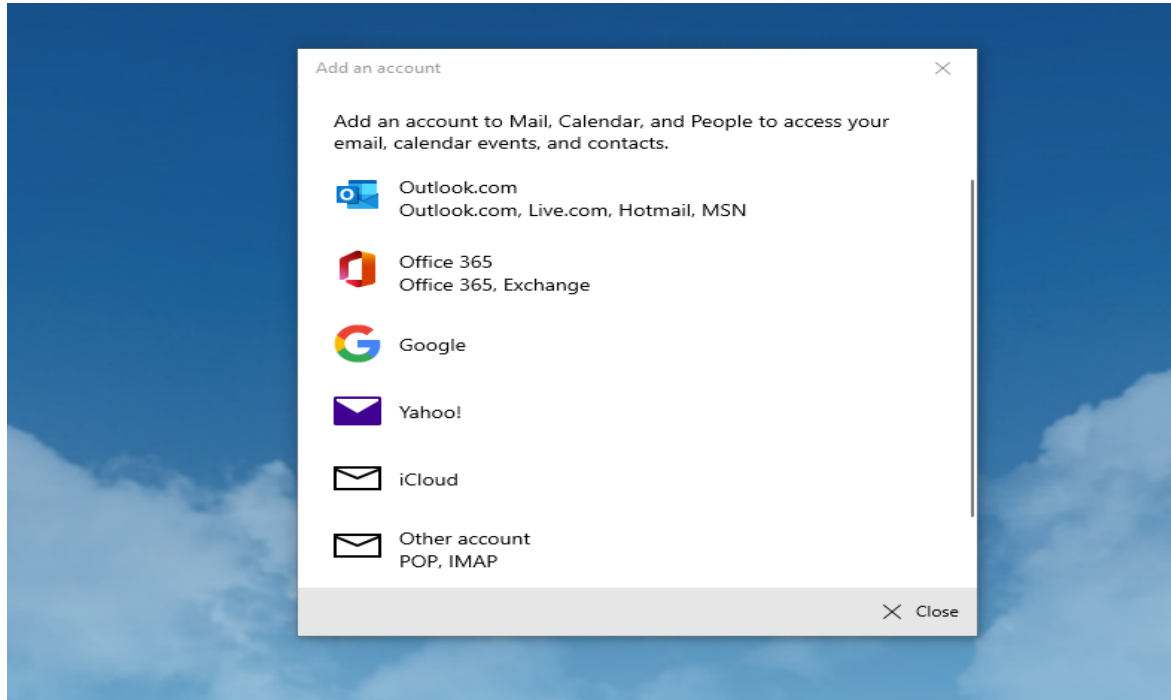 Add an account
Add an account to Mail, Calendar, and People to access your
email, calendar events, and contacts.
Outlook.com
Outlook.com, Live.com, Hotmail, MSN
Office 365
Office 365, Exchange
Google
Yahoo!
iCloud
Other account
POP, IMAP
Close